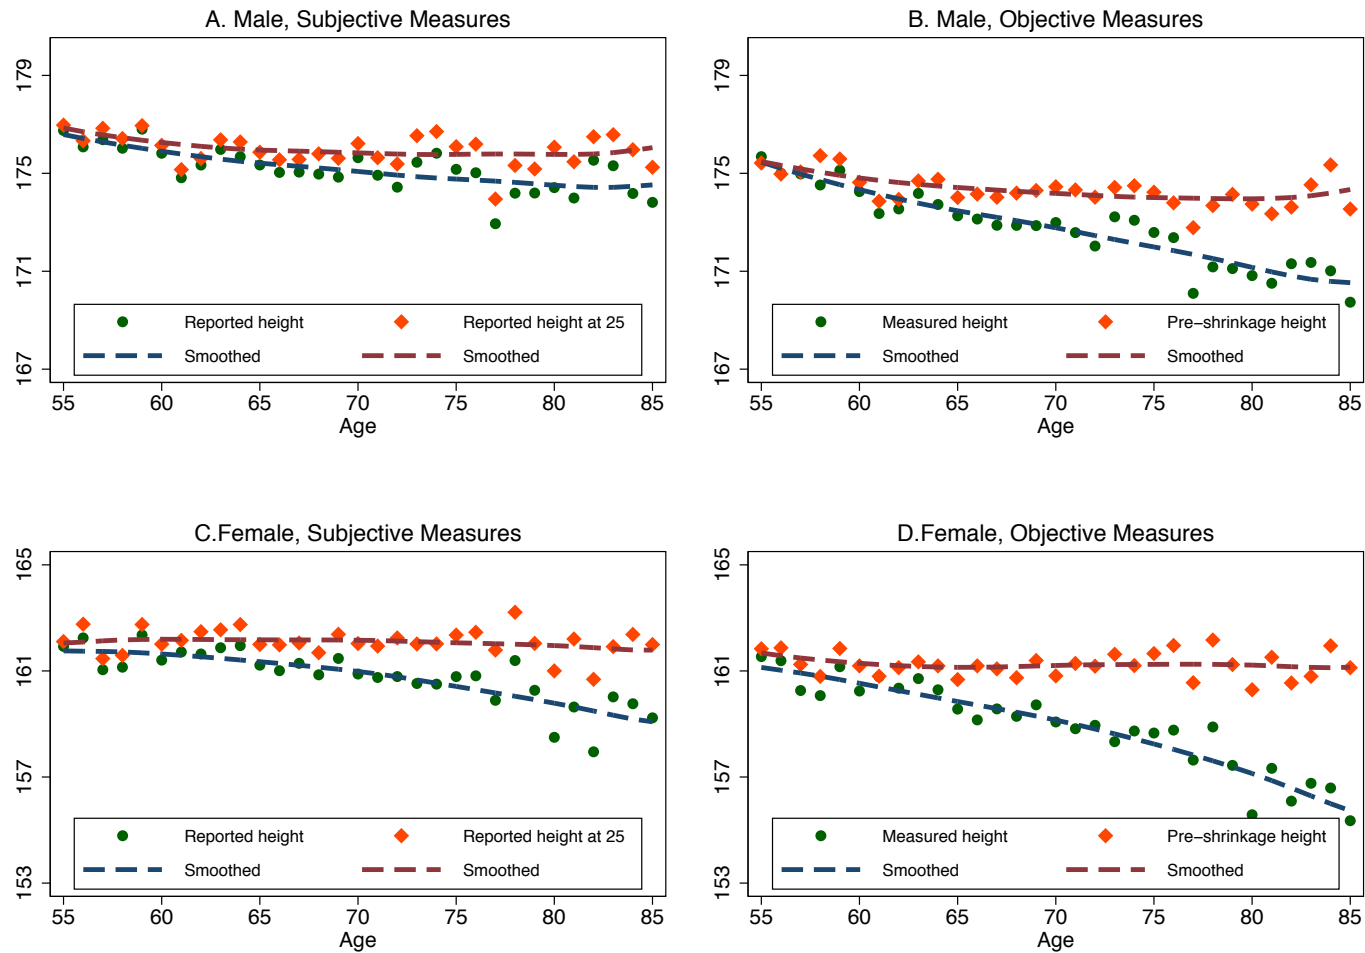 A. Male, Subjective Measures
179
175
171
167
Reported height
Reported height at 25
Smoothed
Smoothed
55 60 65 70 75 80 85
Age
B. Male, Objective Measures
179
175
171
167
Measured height
Pre-shrinkage height
Smoothed
Smoothed
55 60 65 70 75 80 85
Age
C.Female, Subjective Measures
165
161
157
153
Reported height
Reported height at 25
Smoothed
Smoothed
55 60 65 70 75 80 85
Age
D.Female, Objective Measures
165
161
157
153
Measured height
Pre-shrinkage height
Smoothed
Smoothed
55 60 65 70 75 80 85
Age